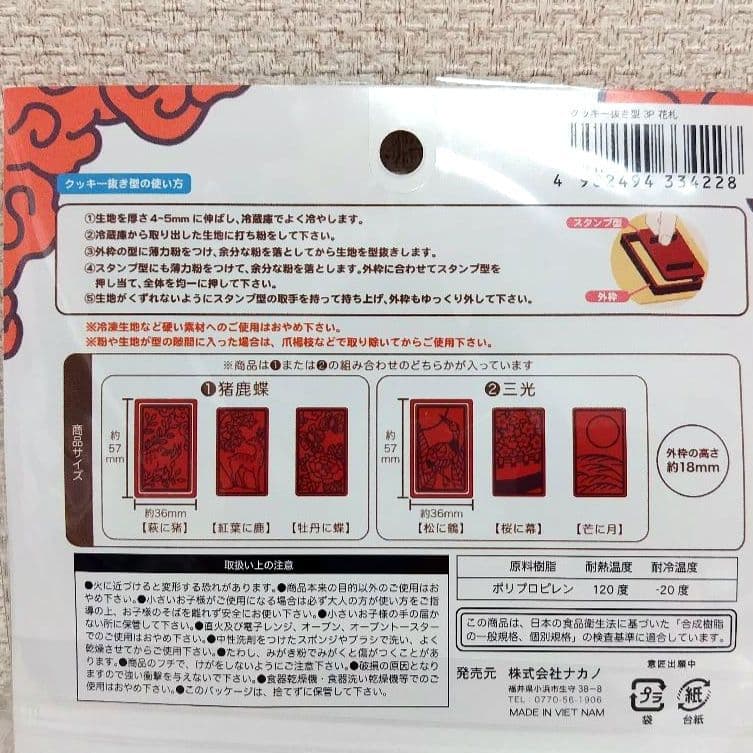 クッキー抜き型 3P 花札
4 982494 334228
クッキー抜き型の使い方
①生地を厚さ4~5mmに伸ばし、冷蔵庫でよく冷やします。
②冷蔵庫から取り出した生地に打ち粉をして下さい。
③外枠の型に薄力粉をつけ、余分な粉を落としてから生地を型抜きします。
④スタンプ型にも薄力粉をつけて、余分な粉を落とします。外枠に合わせてスタンプ型を
押し当て、全体を均一に押して下さい。
⑤生地がくずれないようにスタンプ型の取手を持って持ち上げ、外枠もゆっくり外して下さい。
スタンプ型
外枠
※冷凍生地など硬い素材へのご使用はおやめ下さい。
※粉や生地が型の隙間に入った場合は、爪楊枝などで取り除いてからご使用下さい。
※商品は❶または❷の組み合わせのどちらかが入っています
商品サイズ
❶猪鹿蝶
約
57
mm
約36mm
【萩に猪】
【紅葉に鹿】
【牡丹に蝶】
❷三光
約
57
mm
約36mm
【松に鶴】
【桜に幕】
【芒に月】
外枠の高さ
約18mm
取扱い上の注意
●火に近づけると変形する恐れがあります。●商品本来の目的以外のご使用はお
やめ下さい。●小さいお子様がご使用になる場合は必ず大人の方が使い方をご指
導の上、お子様のそばを離れず安全にお使い下さい。●小さいお子様の手の届か
ない所に保管して下さい。●直火及び電子レンジ、オーブン、オーブントースター
でのご使用はおやめ下さい。●中性洗剤をつけたスポンジやブラシで洗い、よく
乾燥させてからご使用下さい。●たわし、みがき粉でみがくと傷がつくことがあ
ります。●商品のフチで、けがをしないようにご注意下さい。●破損の原因となり
ますので強い衝撃を与えないで下さい。●食器乾燥機・食器洗い乾燥機等でのご
使用はおやめ下さい。●このパッケージは、捨てずに保管して下さい。
原料樹脂 耐熱温度 耐冷温度
ポリプロピレン 120度 -20度
この商品は、日本の食品衛生法に基づいた「合成樹脂
の一般規格、個別規格」の検査基準に適合しています。
意匠出願中
発売元 株式会社ナカノ
福井県小浜市生守38-8
TEL: 0770-56-1906
MADE IN VIET NAM
プラ
袋
紙
台紙